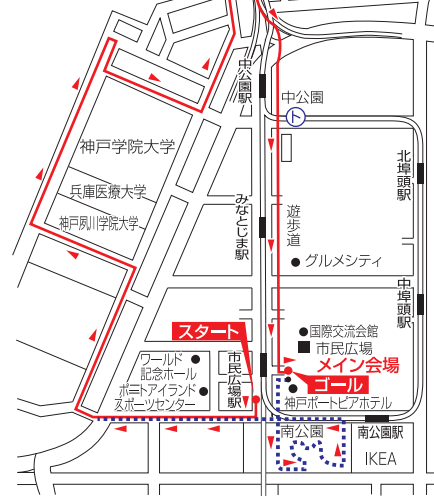 中公園駅
中公園
ト
神戸学院大学
兵庫医療大学
神戸夙川学院大学
みなとじま駅
遊歩道
北埠頭駅
グルメシティ
中埠頭駅
スタート
国際交流会館
市民広場
メイン会場
ゴール
神戸ポートピアホテル
ワールド
記念ホール
ポートアイランド
スポーツセンター
市民広場駅
南公園
南公園駅
IKEA